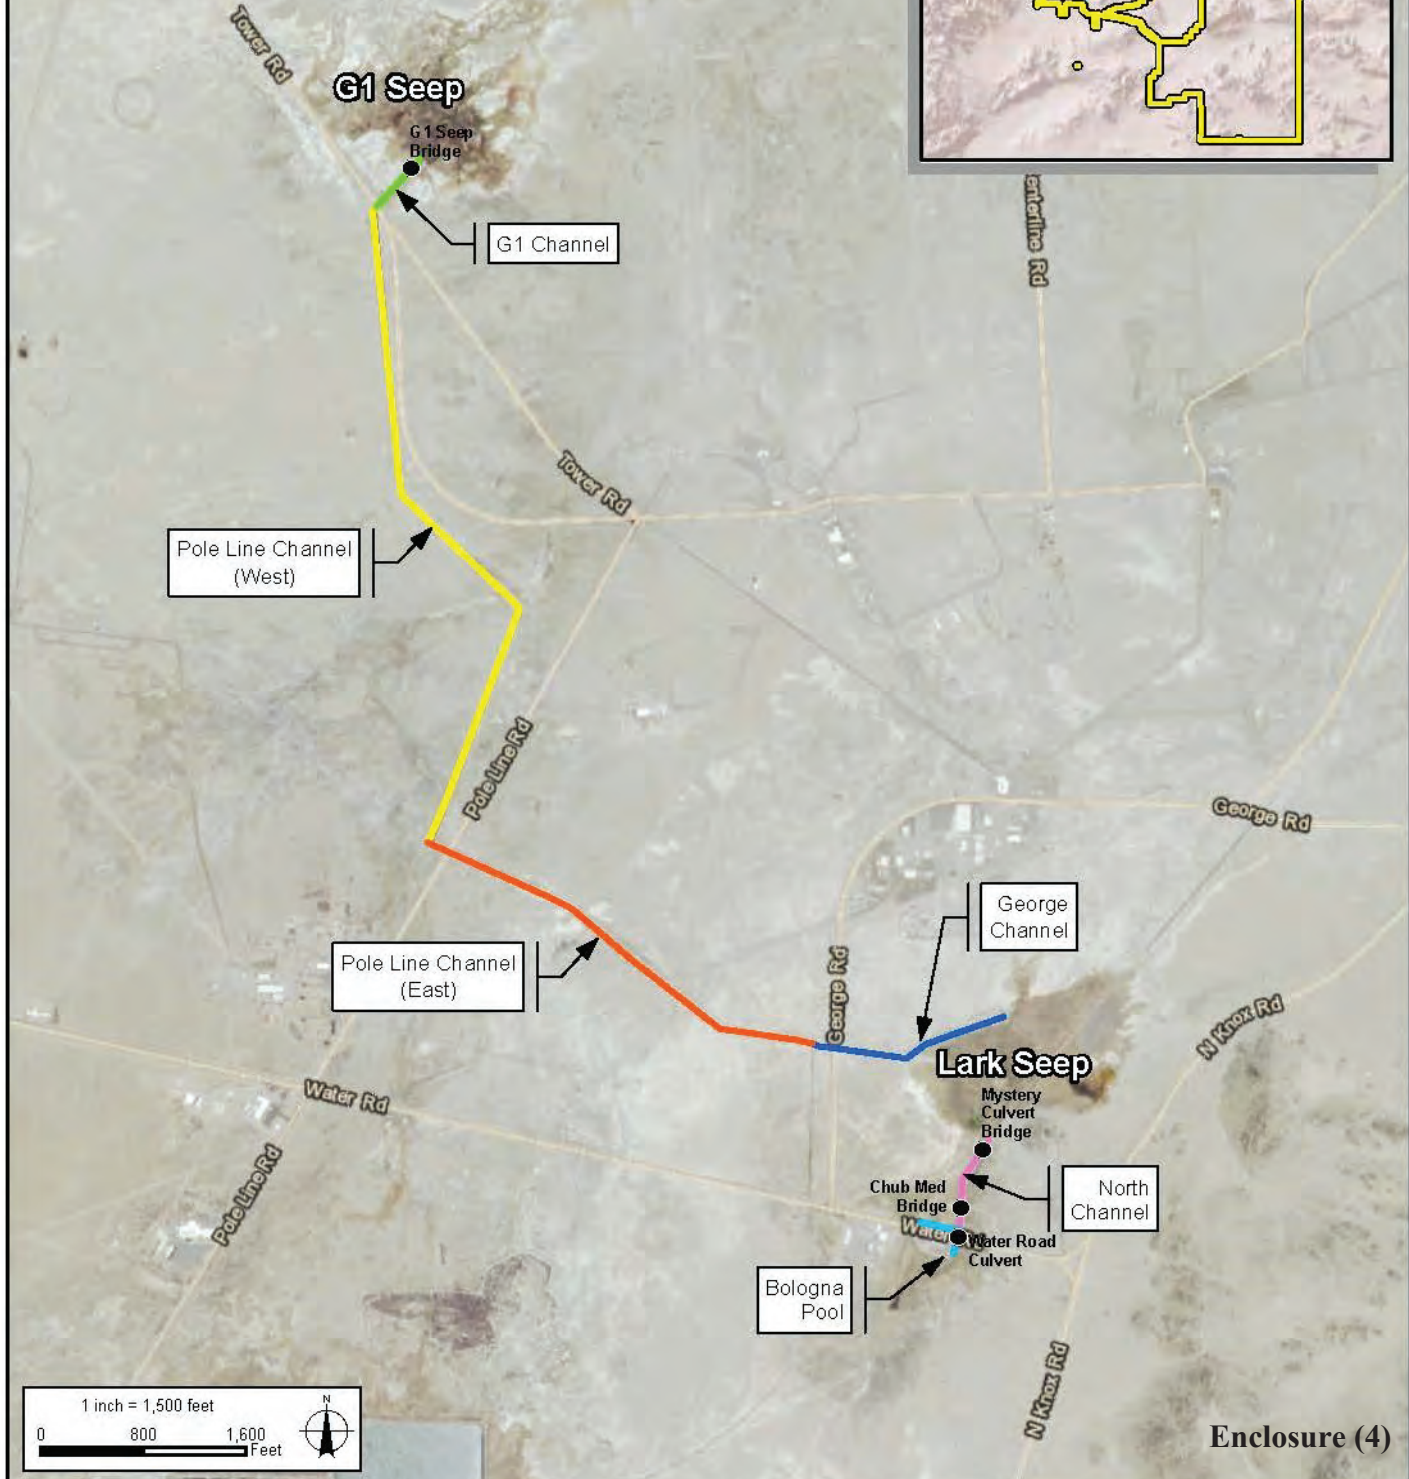 Tower Rd
G1 Seep
G1 Seep
Bridge
G1 Channel
enterline Rd
Tower Rd
Pole Line Channel
(West)
Pole Line Rd
George Rd
George
Channel
Pole Line Channel
(East)
George Rd
N Knox Rd
Lark Seep
Mystery
Culvert
Bridge
Water Rd
Pole Line Rd
Chub Med
Bridge
North
Channel
Water Road
Culvert
Bologna
Pool
N Knox Rd
1 inch = 1,500 feet
N
0 800 1,600
Feet
Enclosure (4)